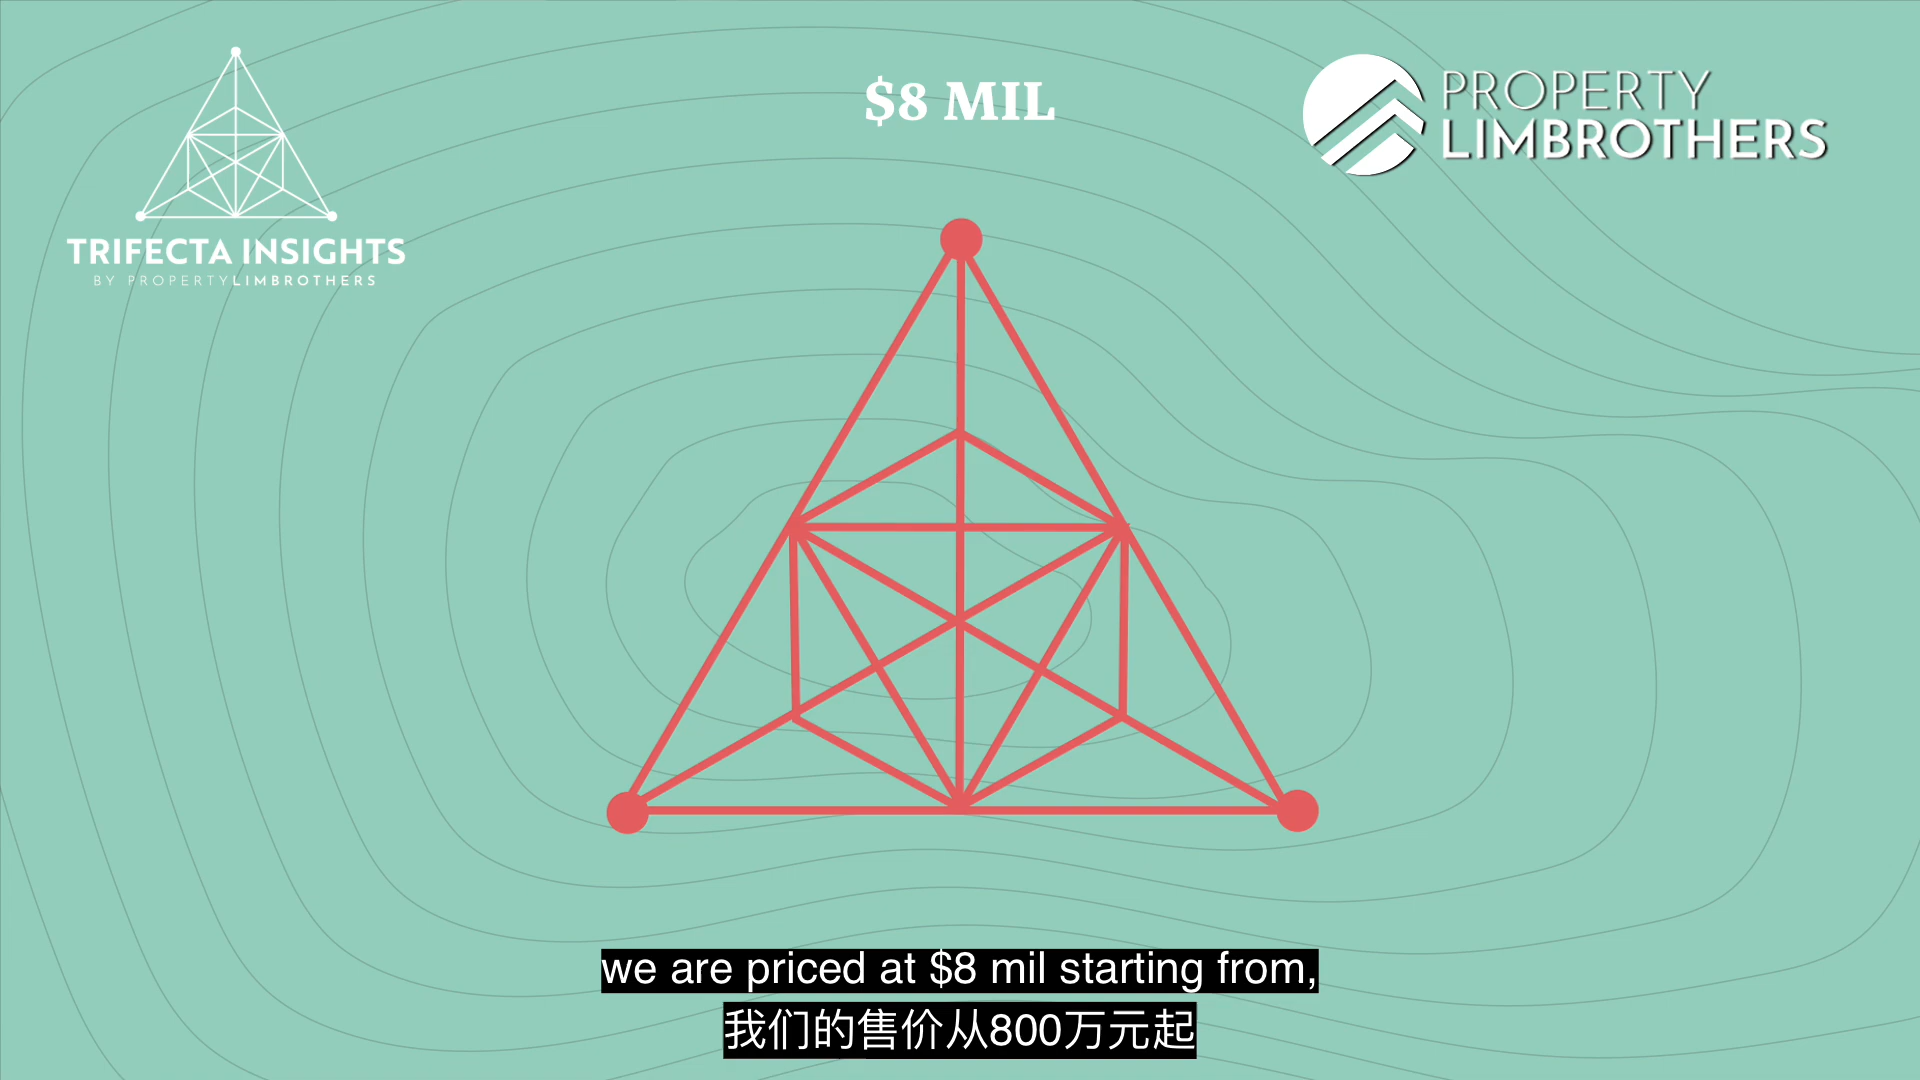 $8 MIL
PROPERTY
LIMBROTHERS
TRIFECTA INSIGHTS
BY PROPERTYLIMBROTHERS
we are priced at $8 mil starting from,
我们的售价从800万元起